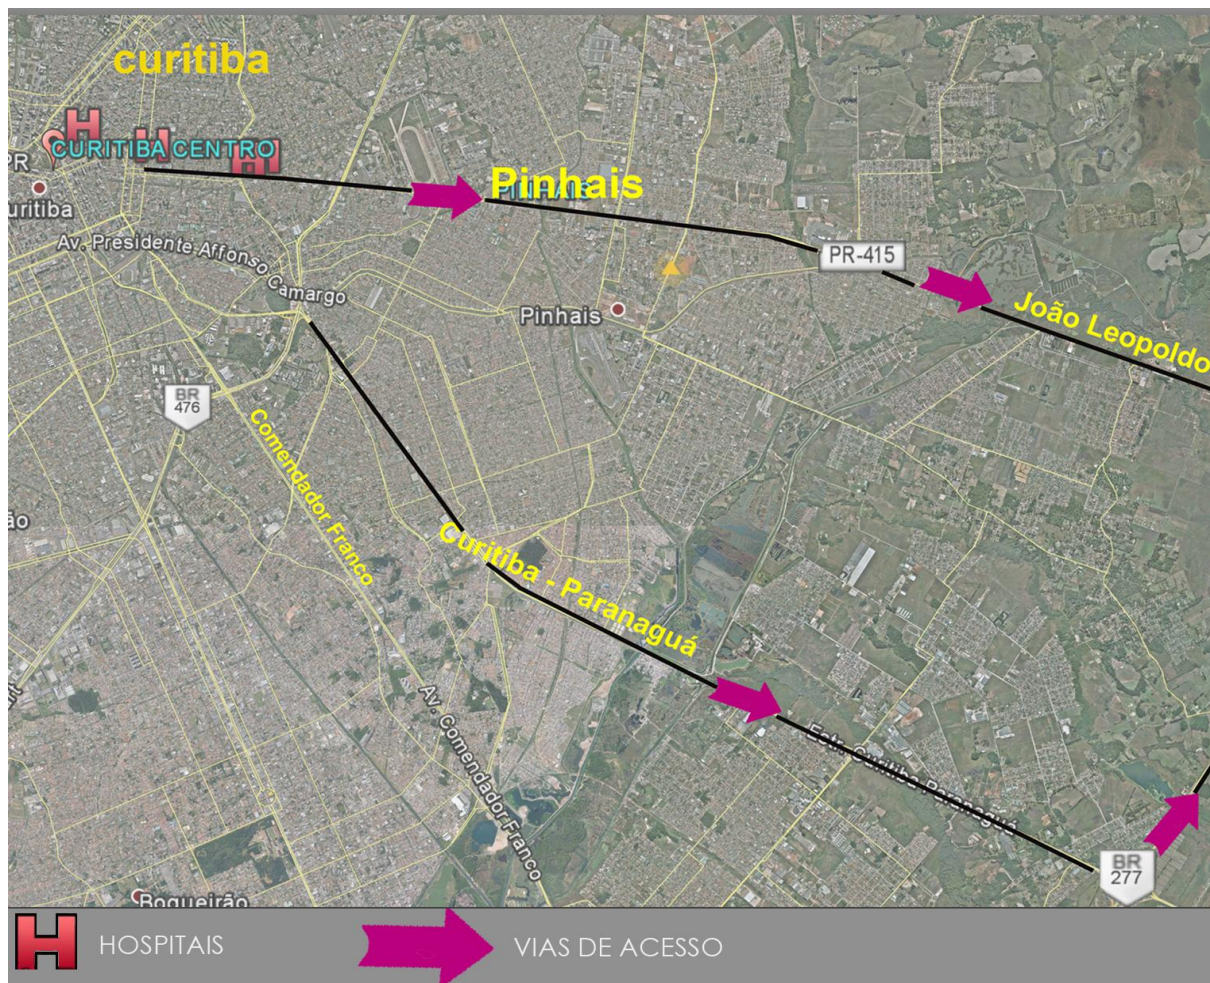 curitiba
CURITIBA CENTRO
PR
uritiba
Pinhais
Av. Presidente Affonso Camargo
PR-415
João Leopoldo
Pinhais
BR
476
Comendador Franco
ão
Curitiba - Paranaguá
Av. Comendador Franco
Estr. Curitiba-Paranaguá
BR
277
Boqueirão
H HOSPITAIS
VIAS DE ACESSO